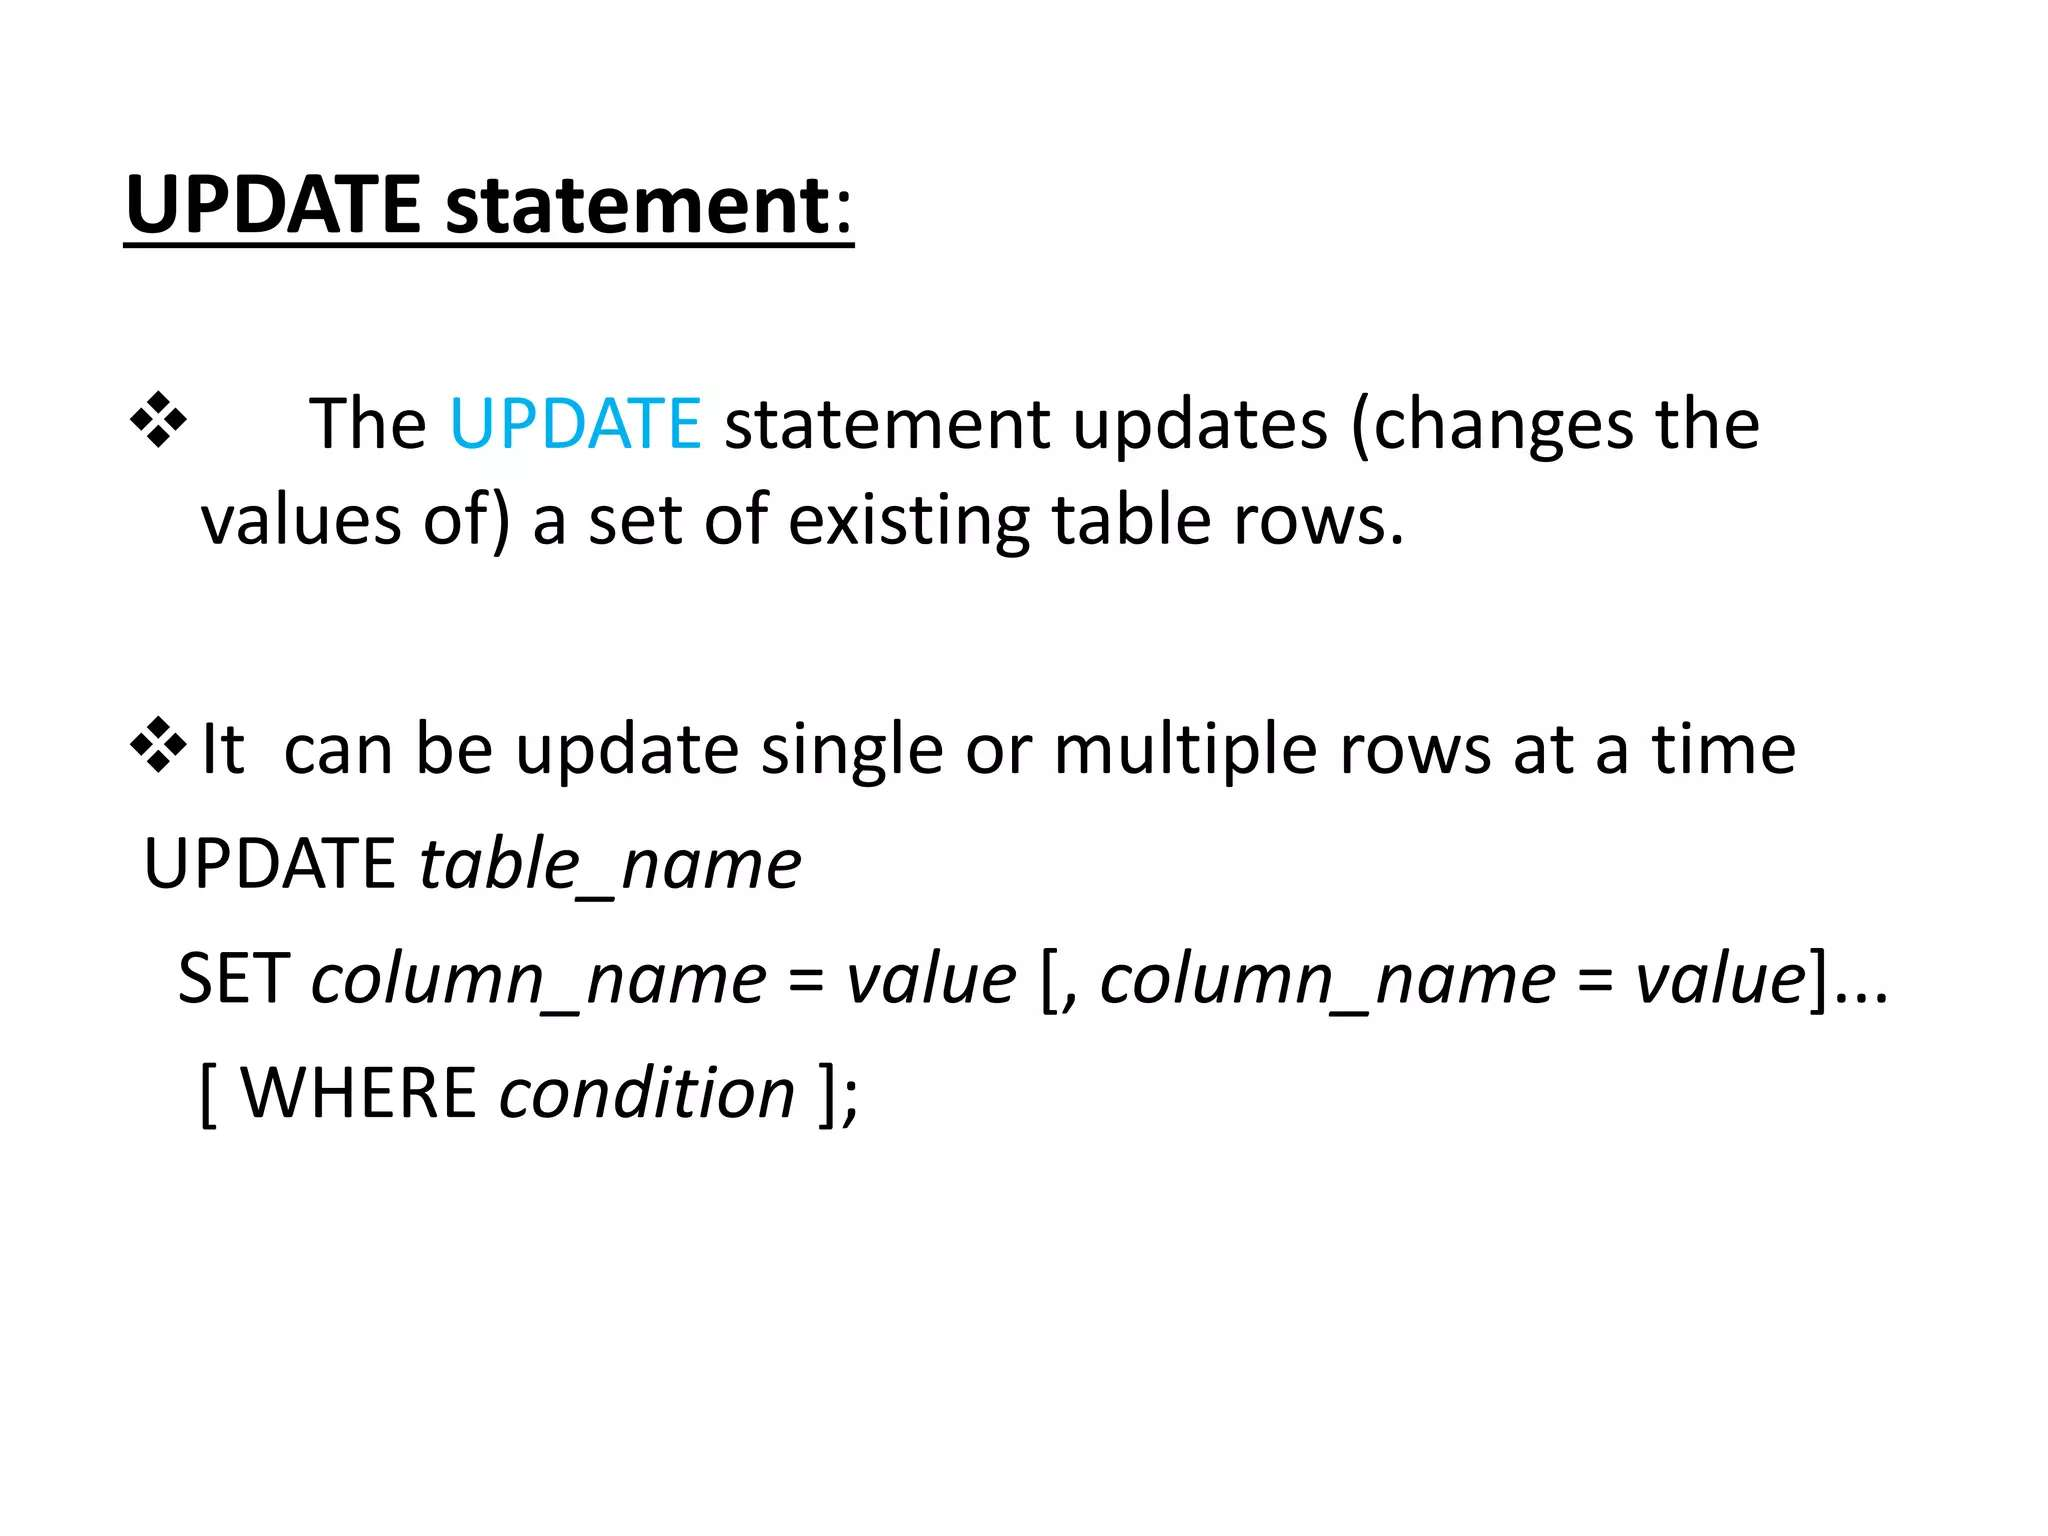 UPDATE statement:
❖ The UPDATE statement updates (changes the
values of) a set of existing table rows.
❖It  can be update single or multiple rows at a time
UPDATE table_name
SET column_name = value [, column_name = value]...
[ WHERE condition ];